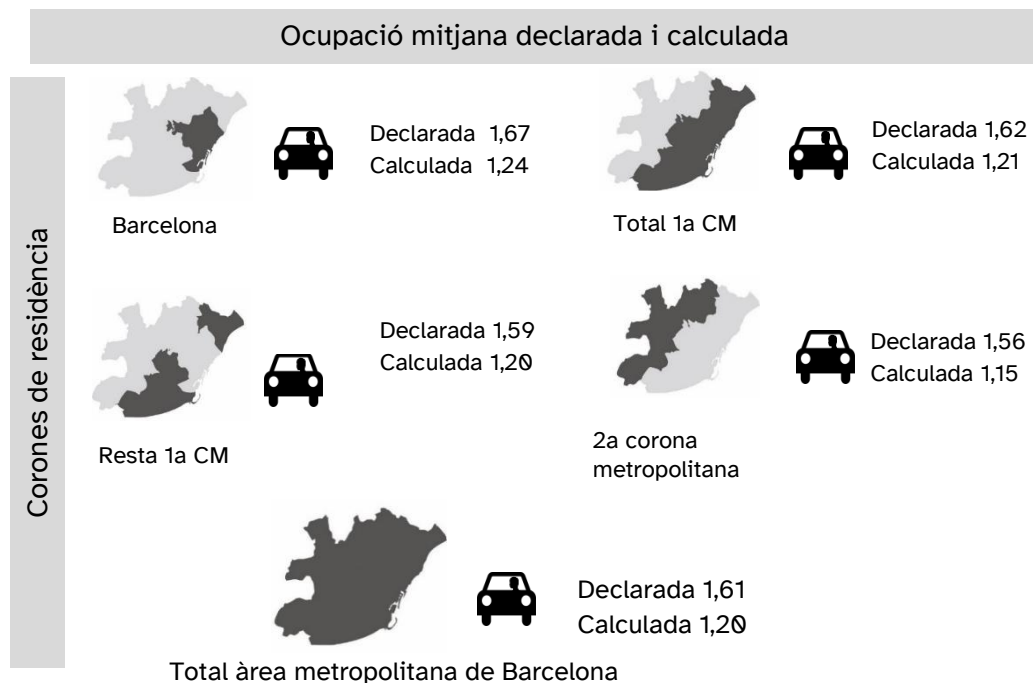 Ocupació mitjana declarada i calculada
Corones de residència
Declarada 1,67
Calculada 1,24
Barcelona
Declarada 1,62
Calculada 1,21
Total 1a CM
Declarada 1,59
Calculada 1,20
Resta 1a CM
Declarada 1,56
Calculada 1,15
2a corona
metropolitana
Declarada 1,61
Calculada 1,20
Total àrea metropolitana de Barcelona